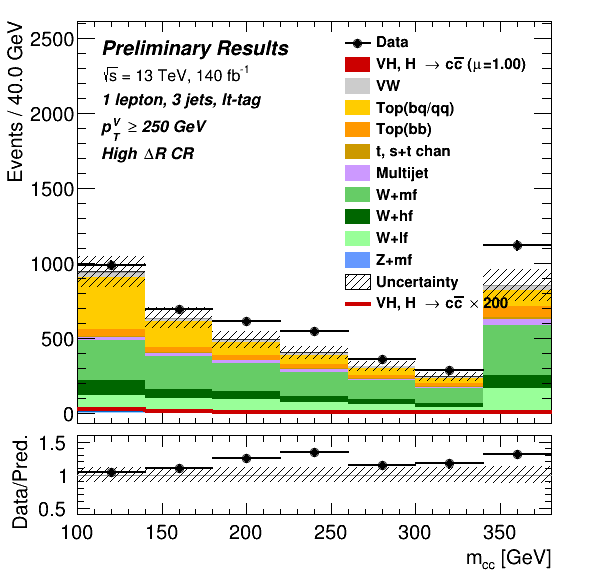 Events / 40.0 GeV
2500
2000
1500
1000
500
0
Preliminary Results
√s = 13 TeV, 140 fb⁻¹
1 lepton, 3 jets, lt-tag
p_T^V ≥ 250 GeV
High ΔR CR
Data
VH, H → cc̅ (μ=1.00)
VW
Top(bq/qq)
Top(bb)
t, s+t chan
Multijet
W+mf
W+hf
W+lf
Z+mf
Uncertainty
VH, H → cc̅ × 200
Data/Pred.
1.5
1
0.5
100 150 200 250 300 350
m_cc [GeV]